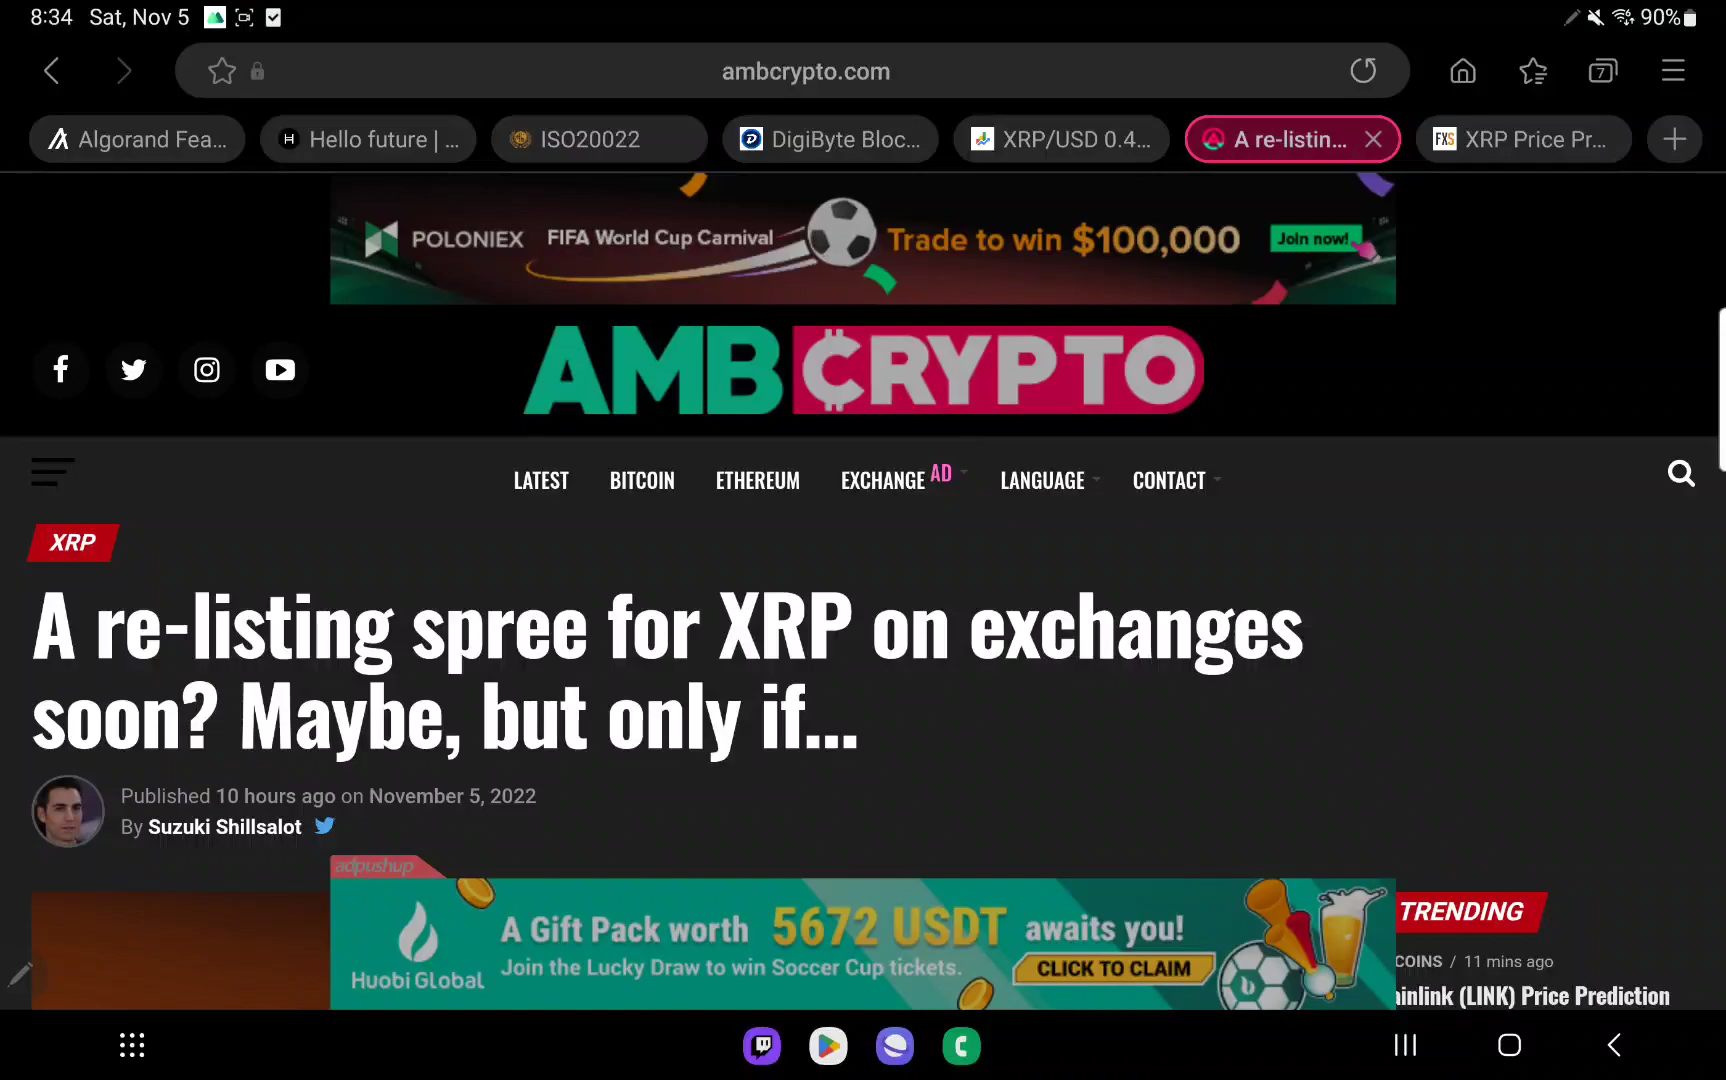 8:34 Sat, Nov 5
90%
ambcrypto.com
7
Algorand Fea...
Hello future | ...
ISO20022
DigiByte Bloc...
XRP/USD 0.4...
A re-listin...
FXS XRP Price Pr...
POLONIEX FIFA World Cup Carnival Trade to win $100,000 Join now!
AMBCRYPTO
LATEST BITCOIN ETHEREUM EXCHANGE AD LANGUAGE CONTACT
XRP
A re-listing spree for XRP on exchanges
soon? Maybe, but only if...
Published 10 hours ago on November 5, 2022
By Suzuki Shillsalot
adpushup
Huobi Global
A Gift Pack worth 5672 USDT awaits you!
Join the Lucky Draw to win Soccer Cup tickets.
CLICK TO CLAIM
TRENDING
COINS / 11 mins ago
ainlink (LINK) Price Prediction